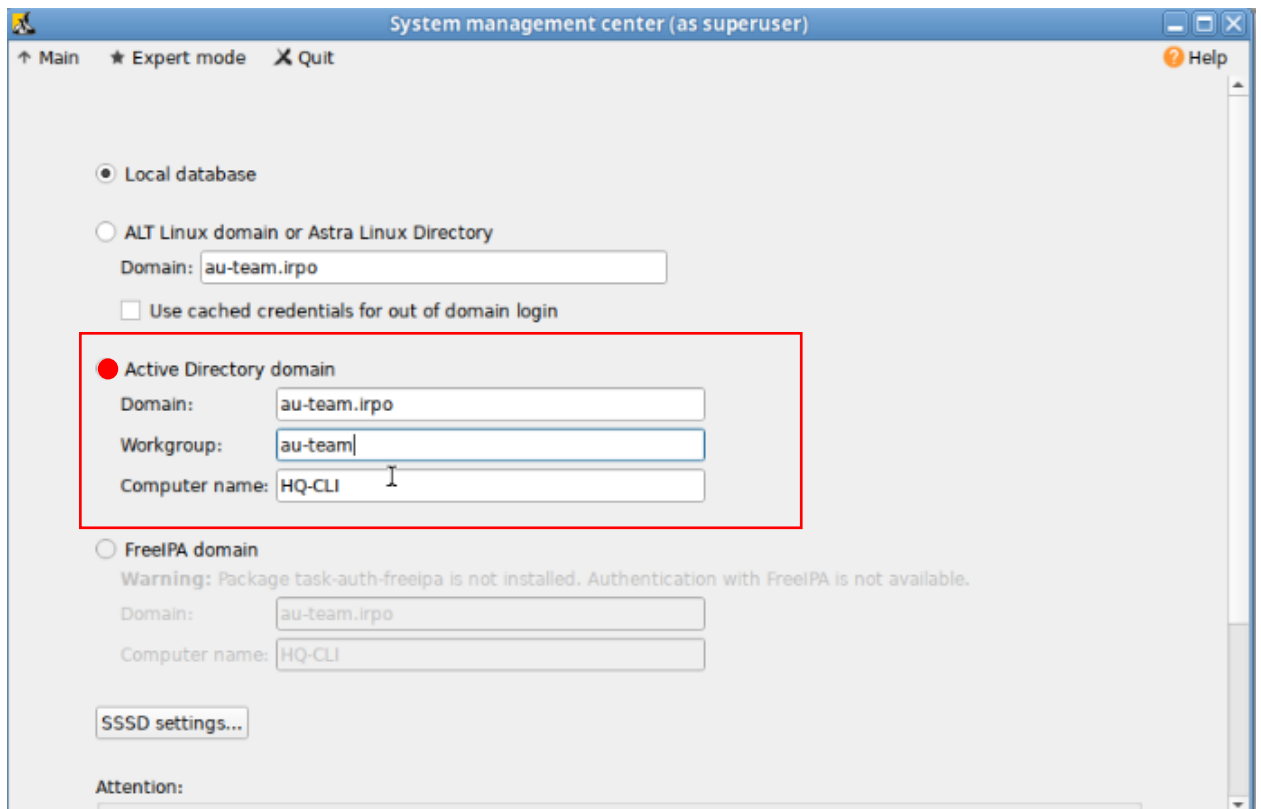 System management center (as superuser)
Main Expert mode Quit Help
Local database
ALT Linux domain or Astra Linux Directory
Domain: au-team.irpo
Use cached credentials for out of domain login
Active Directory domain
Domain: au-team.irpo
Workgroup: au-team
Computer name: HQ-CLI
FreeIPA domain
Warning: Package task-auth-freeipa is not installed. Authentication with FreeIPA is not available.
Domain: au-team.irpo
Computer name: HQ-CLI
SSSD settings...
Attention: